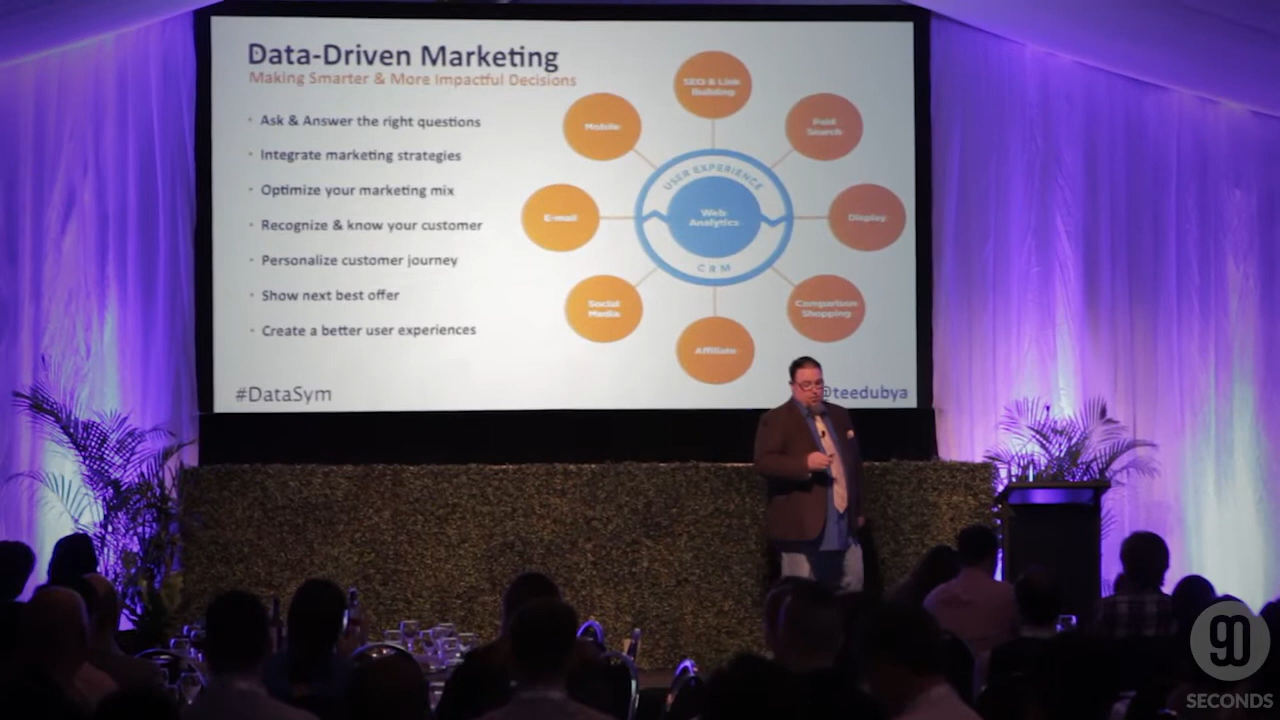 Data-Driven Marketing
Making Smarter & More Impactful Decisions
• Ask & Answer the right questions
• Integrate marketing strategies
• Optimize your marketing mix
• Recognize & know your customer
• Personalize customer journey
• Show next best offer
• Create a better user experiences
SEO & Link
Building
Mobile
Paid
Search
USER EXPERIENCE
E-mail
Web
Analytics
Display
CRM
Social
Media
Comparison
Shopping
Affiliate
#DataSym
@teedubya
90
SECONDS